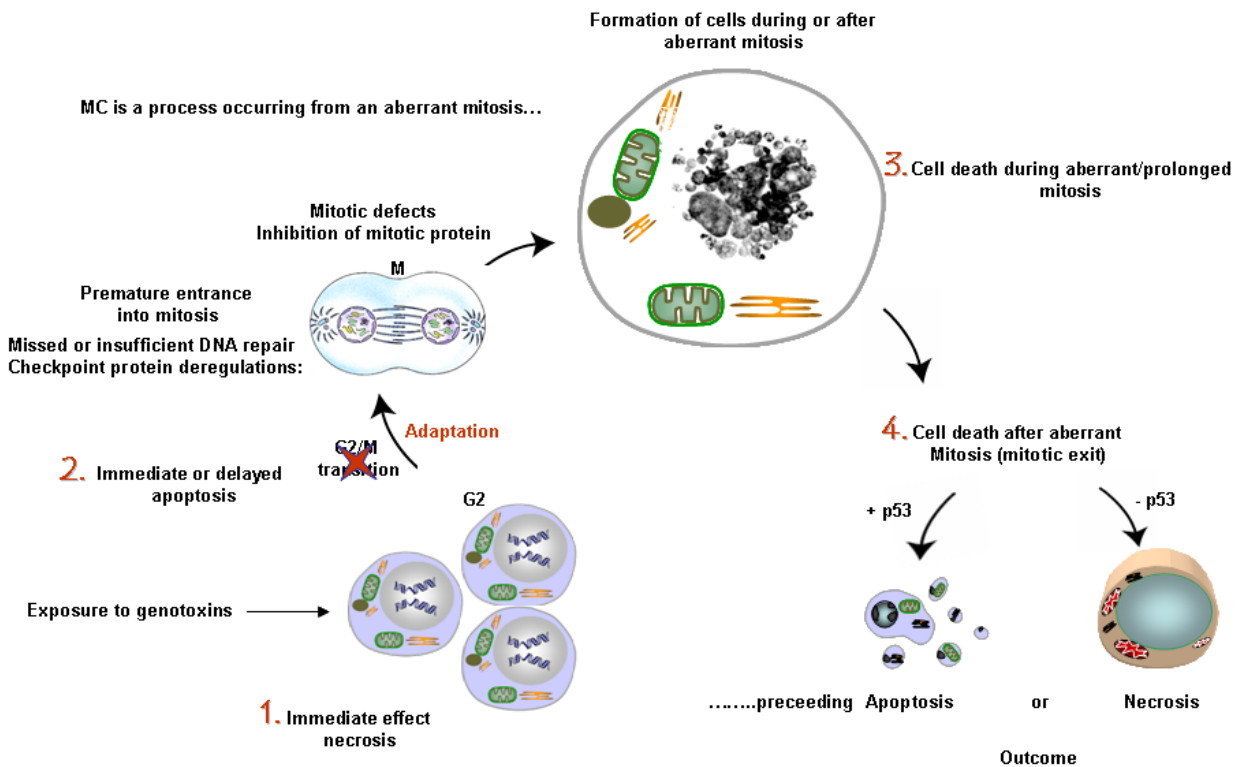 Formation of cells during or after
aberrant mitosis
MC is a process occurring from an aberrant mitosis…
3. Cell death during aberrant/prolonged
mitosis
Mitotic defects
Inhibition of mitotic protein
M
Premature entrance
into mitosis
Missed or insufficient DNA repair
Checkpoint protein deregulations:
Adaptation
G2/M
transition
2. Immediate or delayed
apoptosis
G2
4. Cell death after aberrant
Mitosis (mitotic exit)
+ p53
- p53
Exposure to genotoxins
1. Immediate effect
necrosis
……..preceeding Apoptosis or Necrosis
Outcome